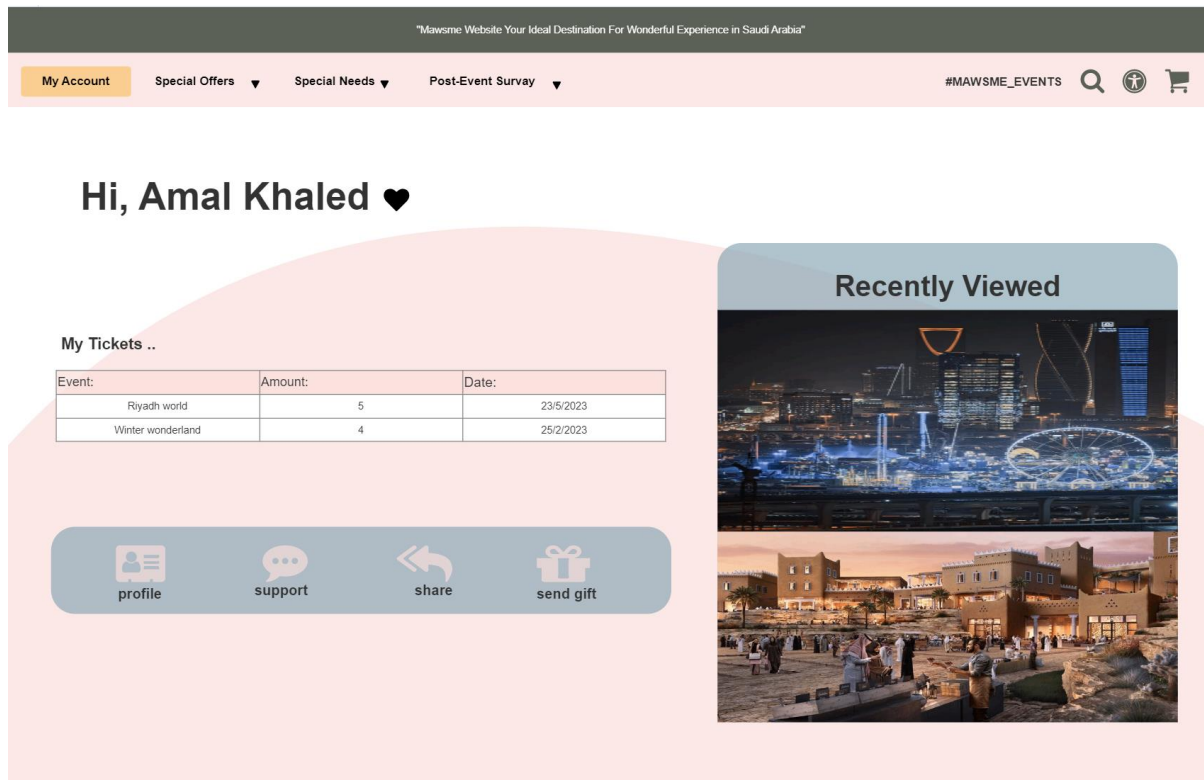 "Mawsme Website Your Ideal Destination For Wonderful Experience in Saudi Arabia"
My Account Special Offers Special Needs Post-Event Survay #MAWSME_EVENTS
Hi, Amal Khaled
Recently Viewed
My Tickets ..
Event: Amount: Date:
Riyadh world 5 23/5/2023
Winter wonderland 4 25/2/2023
profile support share send gift